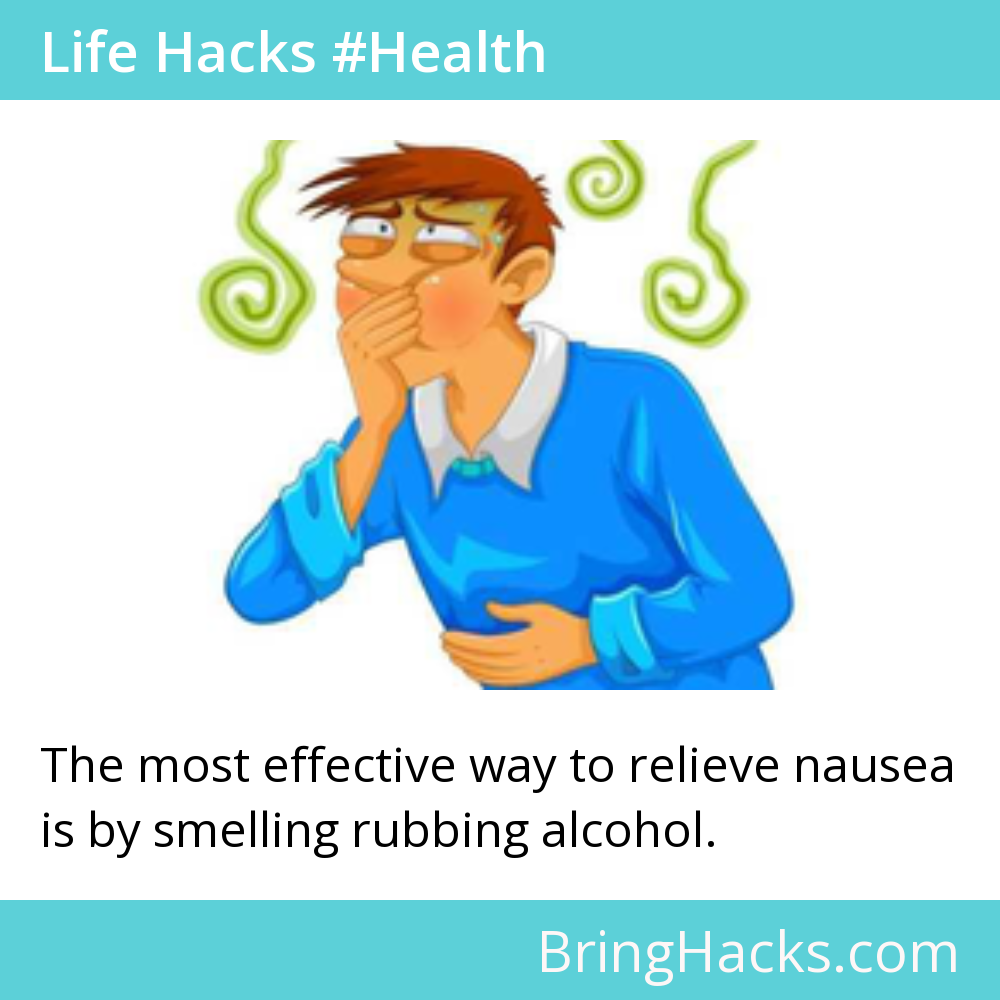 Life Hacks #Health
The most effective way to relieve nausea
is by smelling rubbing alcohol.
BringHacks.com